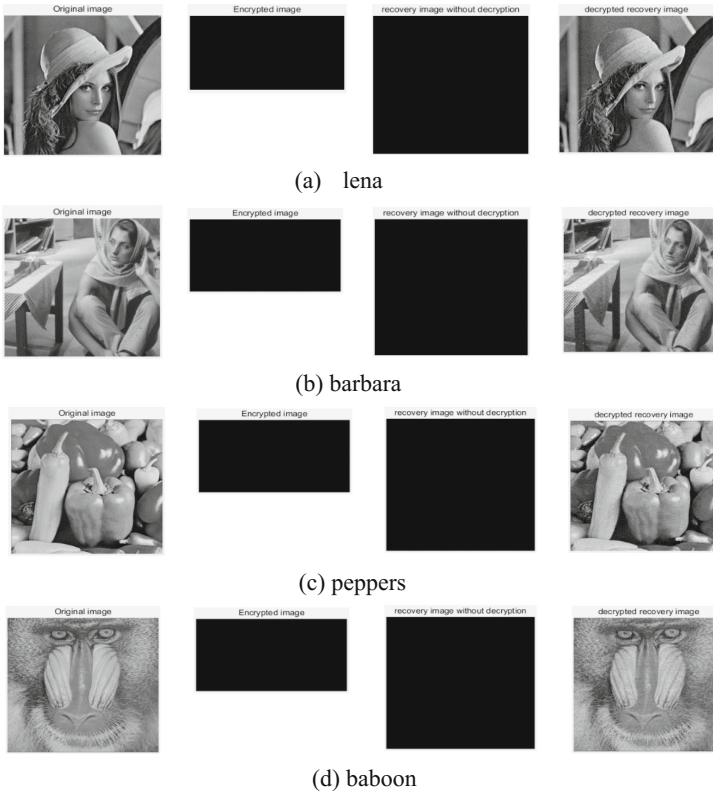 Original image Encrypted image recovery image without decryption decrypted recovery image
(a) lena
Original image Encrypted image recovery image without decryption decrypted recovery image
(b) barbara
Original image Encrypted image recovery image without decryption decrypted recovery image
(c) peppers
Original image Encrypted image recovery image without decryption decrypted recovery image
(d) baboon